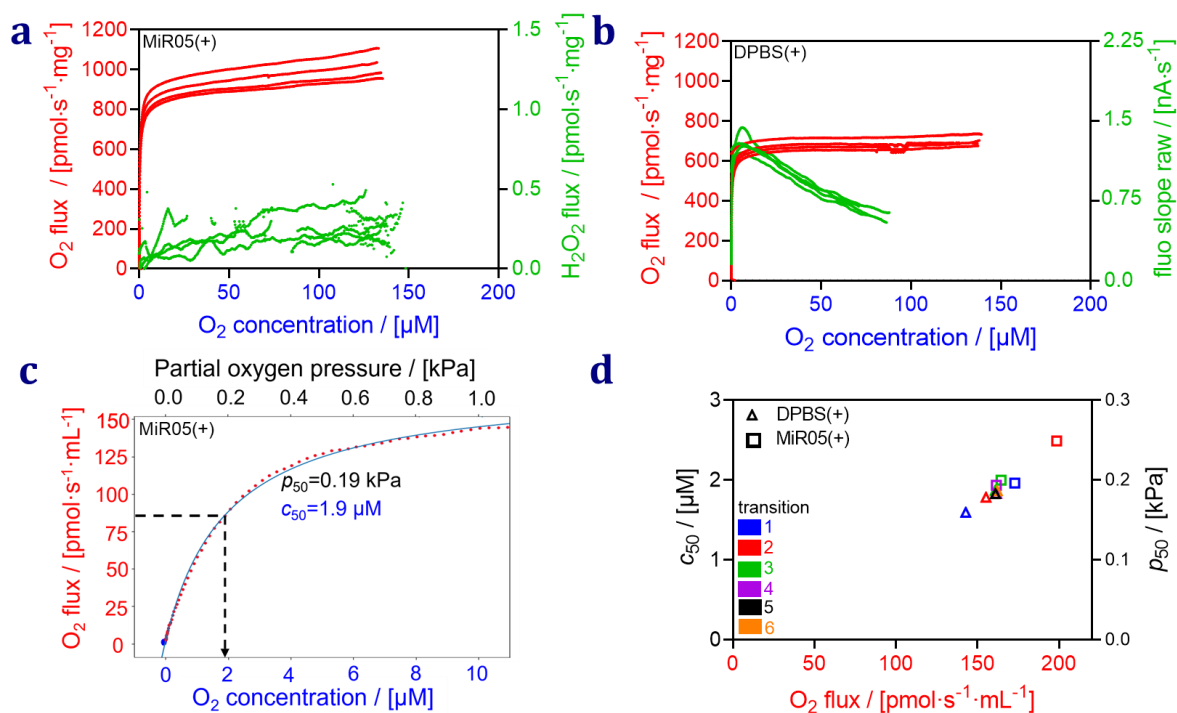 a
MiR05(+)
O₂ flux / [pmol·s⁻¹·mg⁻¹]
1200
1000
800
600
400
200
0
H₂O₂ flux / [pmol·s⁻¹·mg⁻¹]
1.5
1.0
0.5
0.0
0 50 100 150 200
O₂ concentration / [µM]
b
DPBS(+)
O₂ flux / [pmol·s⁻¹·mg⁻¹]
1200
1000
800
600
400
200
0
fluo slope raw / [nA·s⁻¹]
2.25
1.5
0.75
0.0
0 50 100 150 200
O₂ concentration / [µM]
c
Partial oxygen pressure / [kPa]
0.0 0.2 0.4 0.6 0.8 1.0
MiR05(+)
O₂ flux / [pmol·s⁻¹·mL⁻¹]
150
125
100
75
50
25
0
p₅₀=0.19 kPa
c₅₀=1.9 µM
0 2 4 6 8 10
O₂ concentration / [µM]
d
DPBS(+)
MiR05(+)
c₅₀ / [µM]
3
2
1
0
p₅₀ / [kPa]
0.3
0.2
0.1
0.0
transition
1
2
3
4
5
6
0 50 100 150 200
O₂ flux / [pmol·s⁻¹·mL⁻¹]